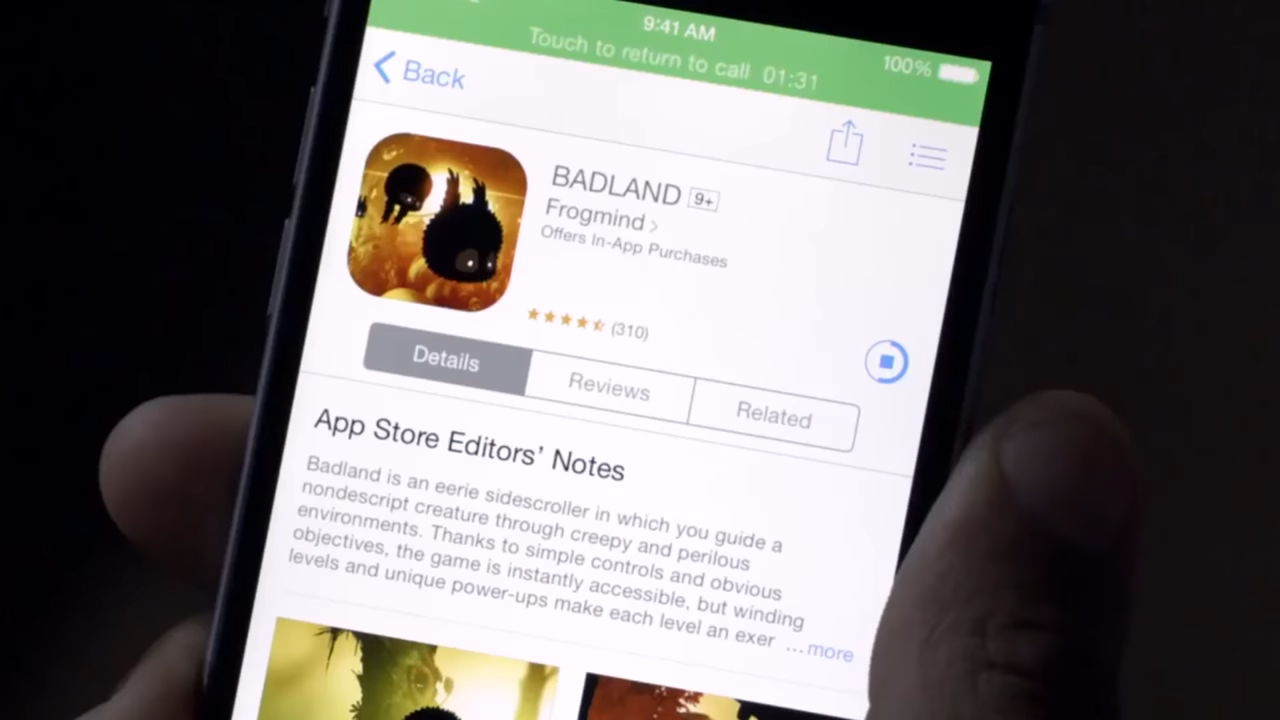 9:41 AM
100%
Touch to return to call 01:31
Back
BADLAND 9+
Frogmind >
Offers In-App Purchases
(310)
Details
Reviews
Related
App Store Editors’ Notes
Badland is an eerie sidescroller in which you guide a
nondescript creature through creepy and perilous
environments. Thanks to simple controls and obvious
objectives, the game is instantly accessible, but winding
levels and unique power-ups make each level an exer ...more